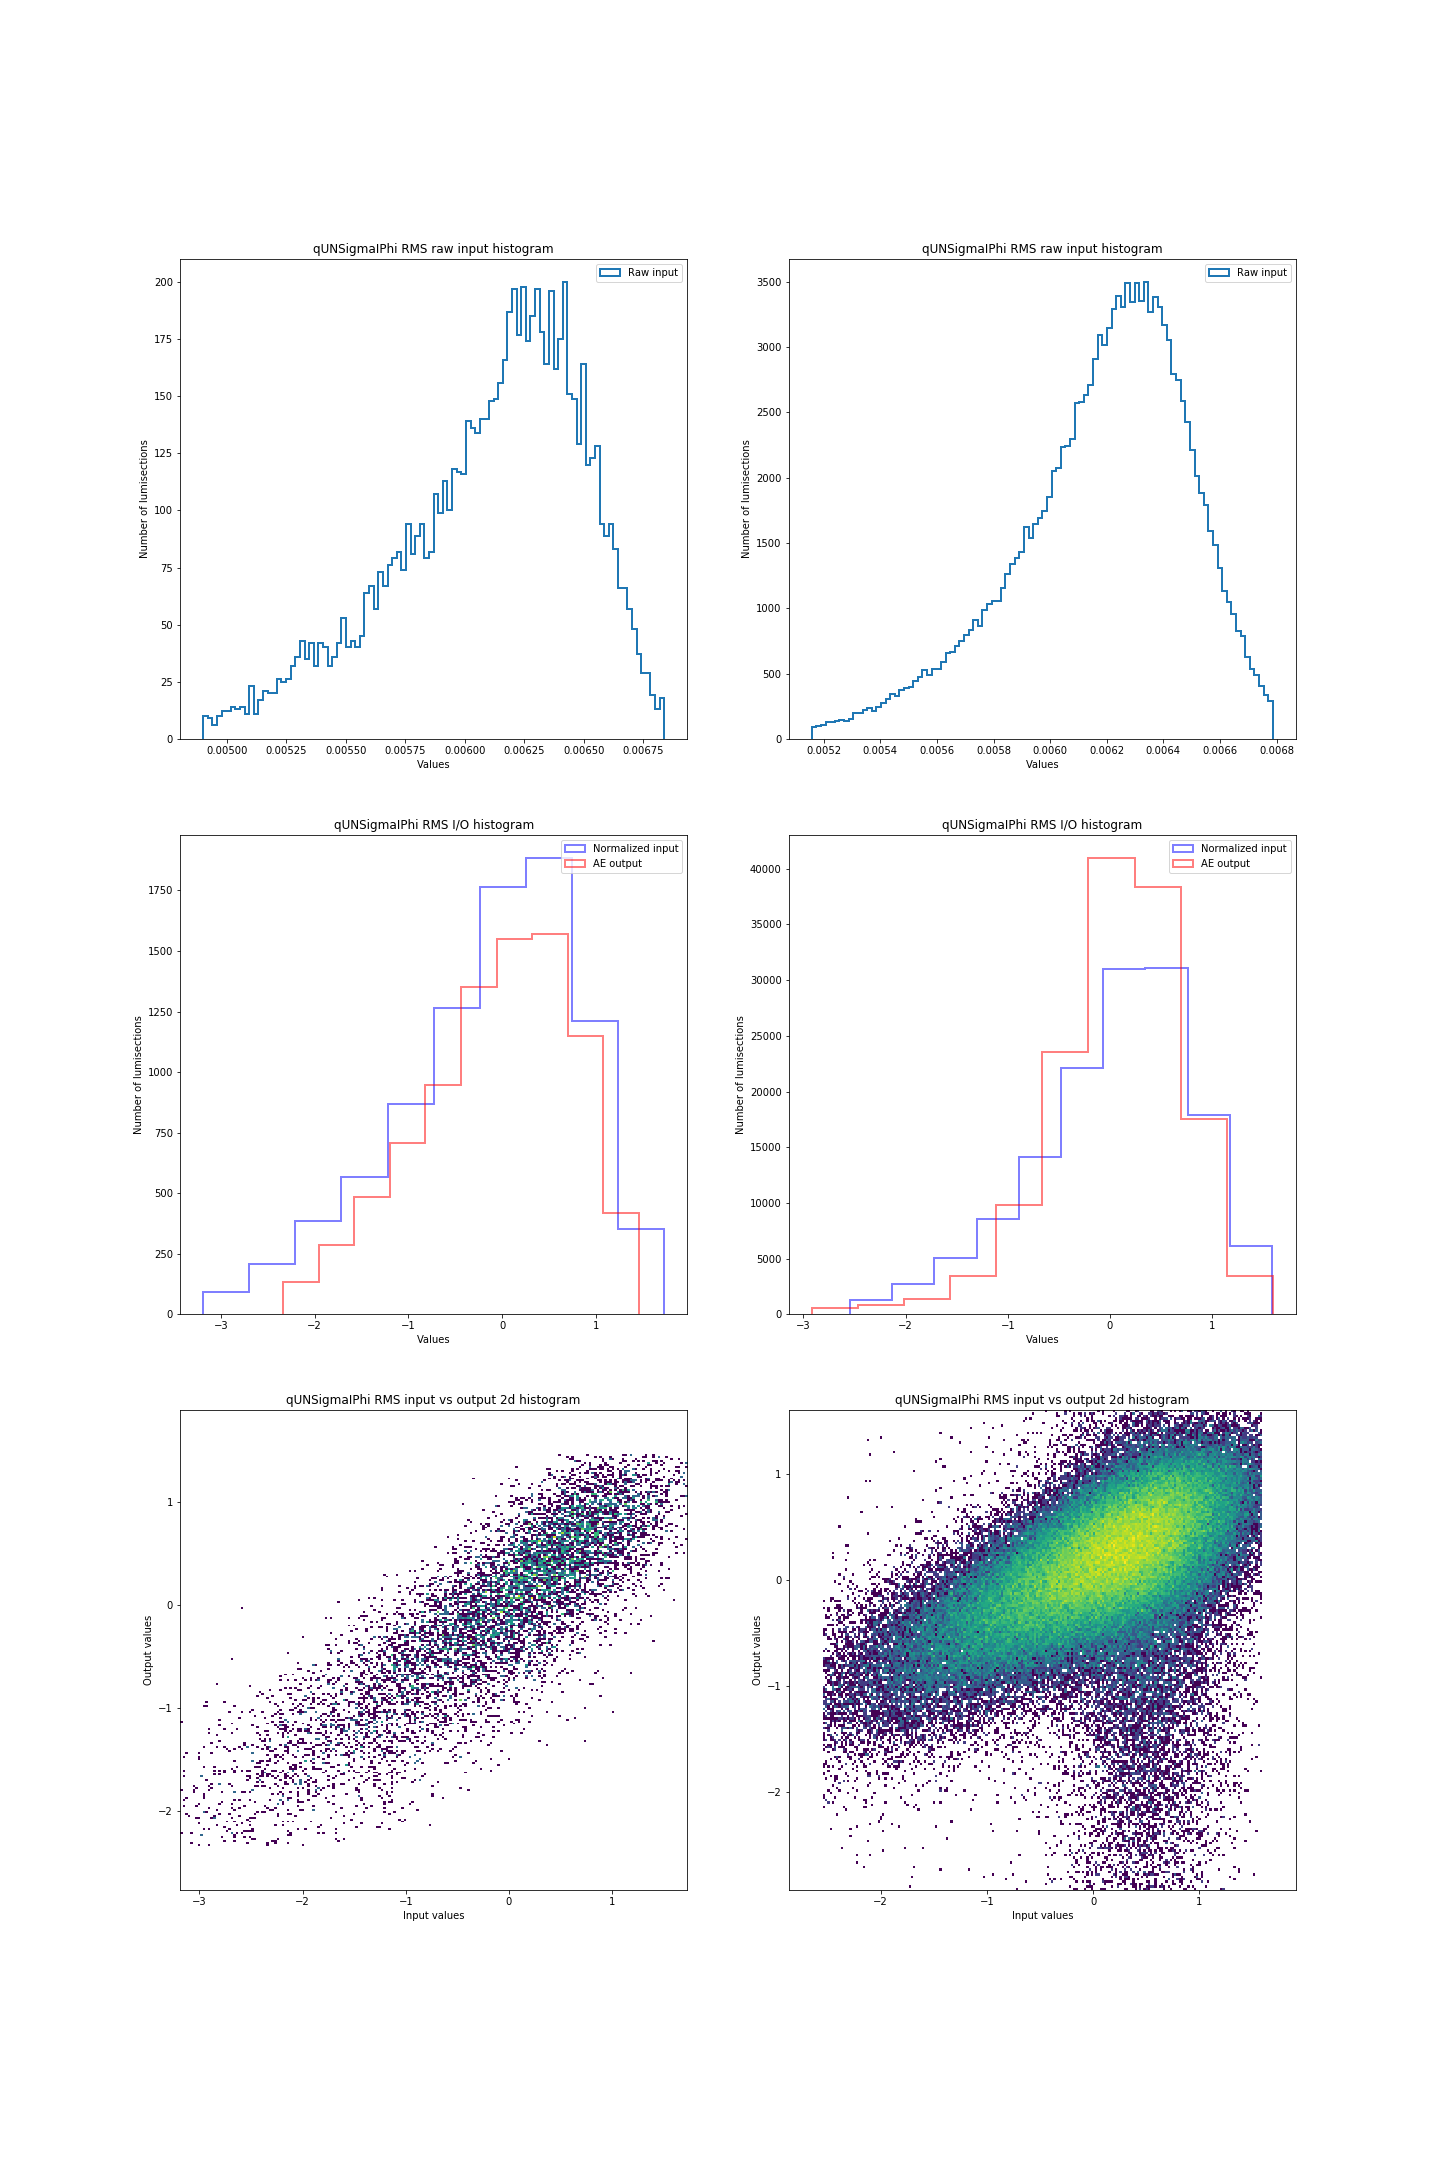 qUNSigmaIPhi RMS raw input histogram
Raw input
200
175
150
125
100
75
50
25
0
Number of lumisections
0.00500 0.00525 0.00550 0.00575 0.00600 0.00625 0.00650 0.00675
Values
qUNSigmaIPhi RMS raw input histogram
Raw input
3500
3000
2500
2000
1500
1000
500
0
Number of lumisections
0.0052 0.0054 0.0056 0.0058 0.0060 0.0062 0.0064 0.0066 0.0068
Values
qUNSigmaIPhi RMS I/O histogram
Normalized input
AE output
1750
1500
1250
1000
750
500
250
0
Number of lumisections
−3 −2 −1 0 1
Values
qUNSigmaIPhi RMS I/O histogram
Normalized input
AE output
40000
35000
30000
25000
20000
15000
10000
5000
0
Number of lumisections
−3 −2 −1 0 1
Values
qUNSigmaIPhi RMS input vs output 2d histogram
1
0
−1
−2
Output values
−3 −2 −1 0 1
Input values
qUNSigmaIPhi RMS input vs output 2d histogram
1
0
−1
−2
Output values
−2 −1 0 1
Input values